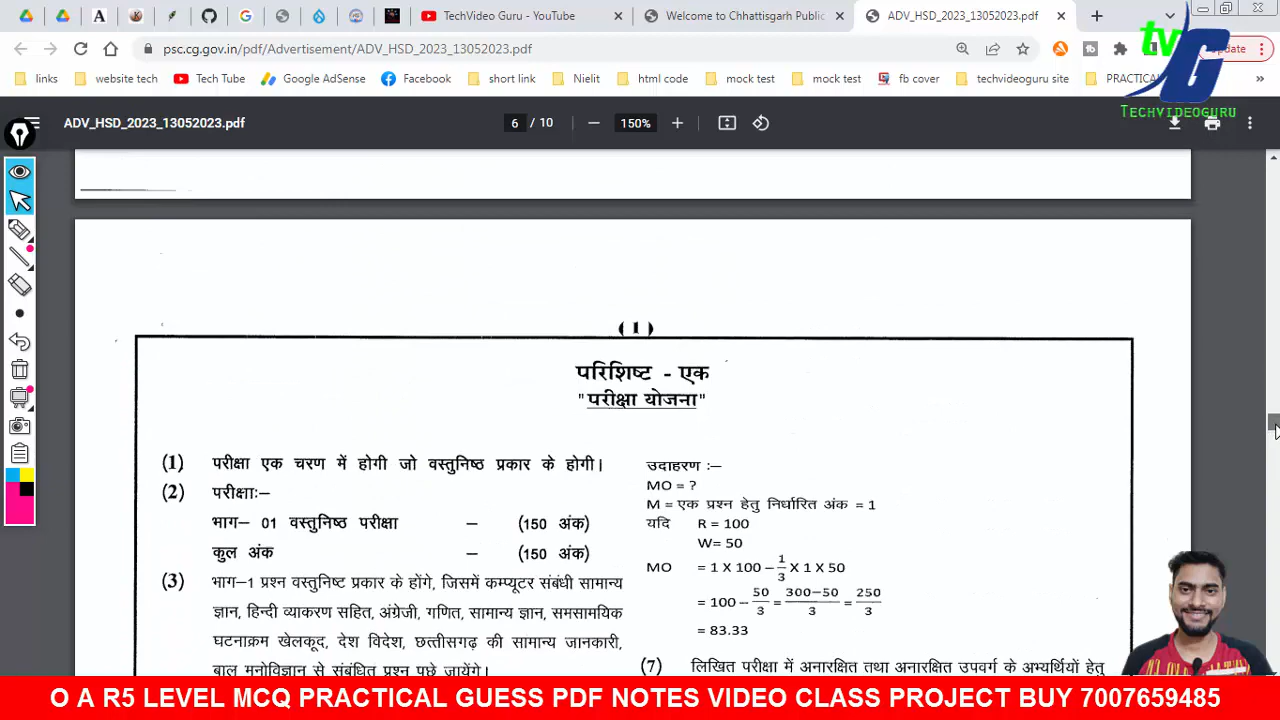 TechVideo Guru - YouTube
Welcome to Chhattisgarh Public
ADV_HSD_2023_13052023.pdf
psc.cg.gov.in/pdf/Advertisement/ADV_HSD_2023_13052023.pdf
Update
links
website tech
Tech Tube
Google AdSense
Facebook
short link
Nielit
html code
mock test
mock test
fb cover
techvideoguru site
PRACTICAL
tv
G
TECHVIDEOGURU
ADV_HSD_2023_13052023.pdf
6 / 10
150%
(1)
परिशिष्ट - एक
"परीक्षा योजना"
(1) परीक्षा एक चरण में होगी जो वस्तुनिष्ठ प्रकार के होगी।
(2) परीक्षाः–
भाग– 01 वस्तुनिष्ठ परीक्षा – (150 अंक)
कुल अंक – (150 अंक)
(3) भाग–1 प्रश्न वस्तुनिष्ट प्रकार के होंगे, जिसमें कम्प्यूटर संबंधी सामान्य
ज्ञान, हिन्दी व्याकरण सहित, अंग्रेजी, गणित, सामान्य ज्ञान, समसामयिक
घटनाक्रम खेलकूद, देश विदेश, छत्तीसगढ़ की सामान्य जानकारी,
बाल मनोविज्ञान से संबंधित प्रश्न पूछे जायेंगे।
उदाहरण :–
MO = ?
M = एक प्रश्न हेतु निर्धारित अंक = 1
यदि R = 100
W= 50
MO = 1 X 100 – 1/3 X 1 X 50
= 100 – 50/3 = 300–50/3 = 250/3
= 83.33
(7) लिखित परीक्षा में अनारक्षित तथा अनारक्षित उपवर्ग के अभ्यर्थियों हेतु
O A R5 LEVEL MCQ PRACTICAL GUESS PDF NOTES VIDEO CLASS PROJECT BUY 7007659485